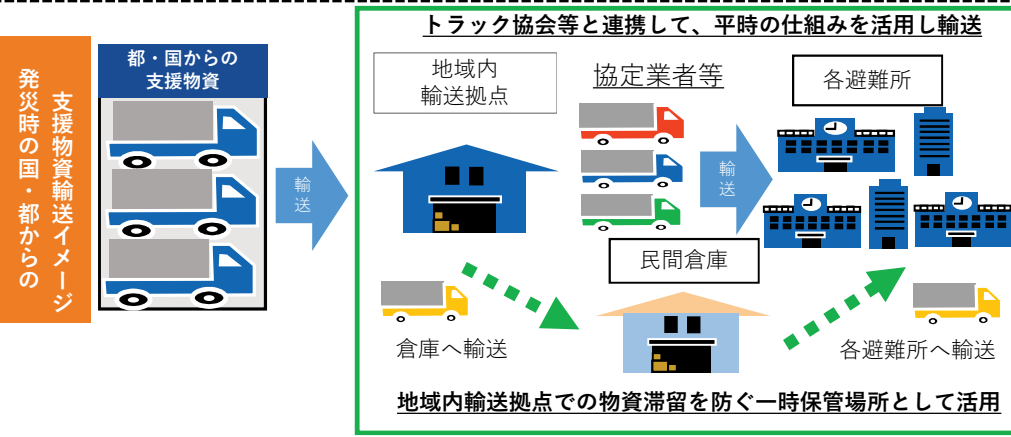 発災時の国・都からの
支援物資輸送イメージ
都・国からの
支援物資
輸送
トラック協会等と連携して、平時の仕組みを活用し輸送
地域内
輸送拠点
協定業者等
輸送
各避難所
民間倉庫
倉庫へ輸送
各避難所へ輸送
地域内輸送拠点での物資滞留を防ぐ一時保管場所として活用